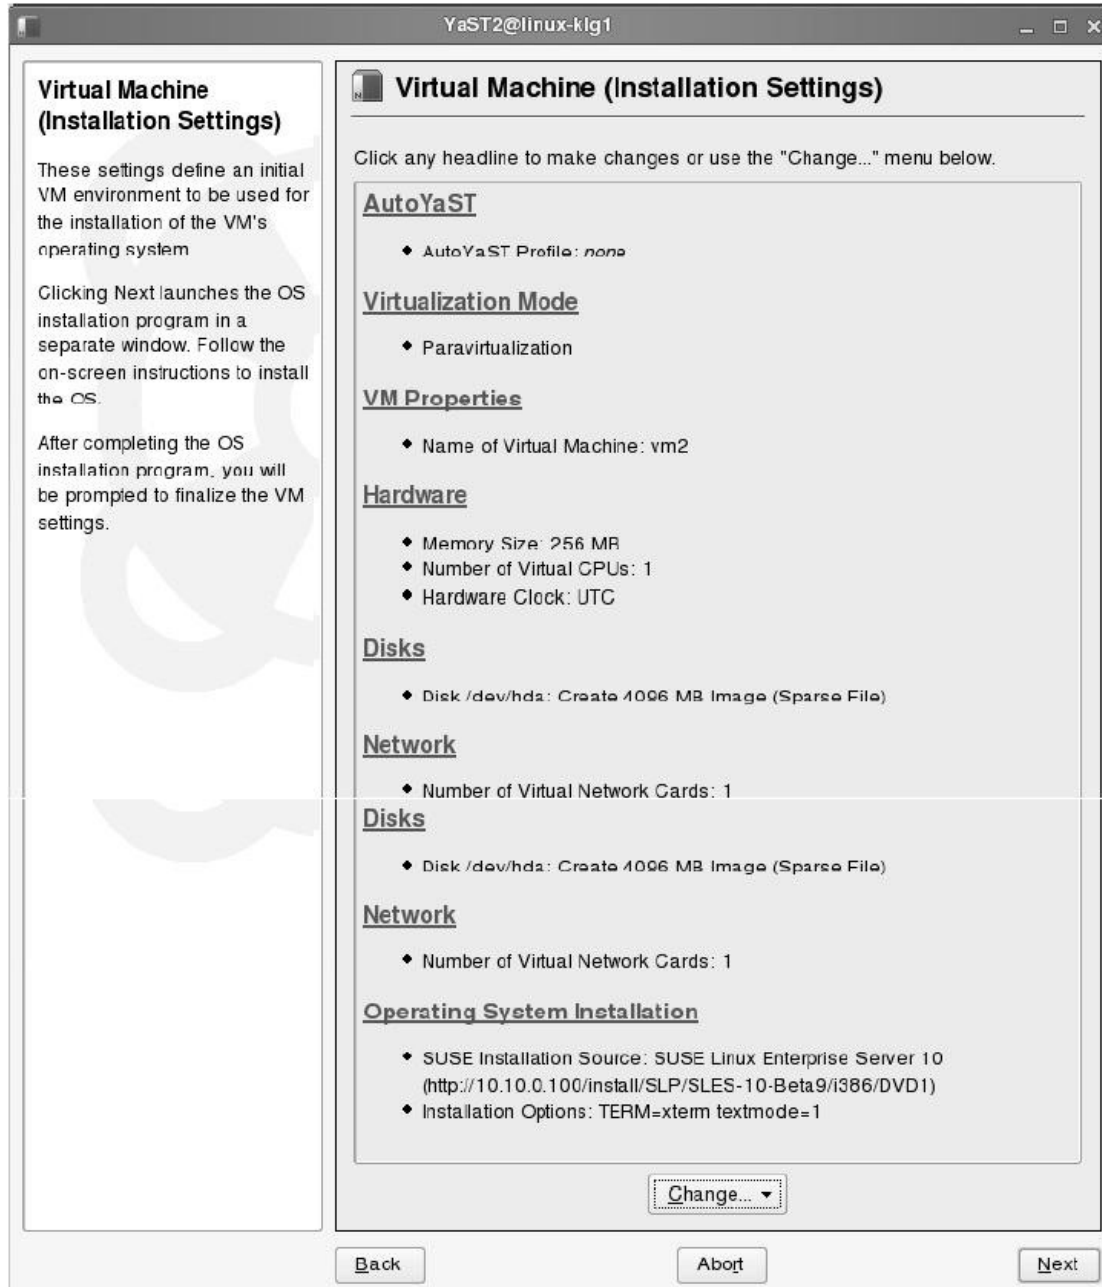 YaST2@linux-klg1
Virtual Machine
(Installation Settings)
These settings define an initial
VM environment to be used for
the installation of the VM's
operating system
Clicking Next launches the OS
installation program in a
separate window. Follow the
on-screen instructions to install
the OS.
After completing the OS
installation program, you will
be prompted to finalize the VM
settings.
N
Virtual Machine (Installation Settings)
Click any headline to make changes or use the "Change..." menu below.
AutoYaST
◆ AutoYaST Profile: none
Virtualization Mode
◆ Paravirtualization
VM Properties
◆ Name of Virtual Machine: vm2
Hardware
◆ Memory Size: 256 MB
◆ Number of Virtual CPUs: 1
◆ Hardware Clock: UTC
Disks
◆ Disk /dev/hda: Create 4096 MB Image (Sparse File)
Network
◆ Number of Virtual Network Cards: 1
Disks
◆ Disk /dev/hda: Create 4096 MB Image (Sparse File)
Network
◆ Number of Virtual Network Cards: 1
Operating System Installation
◆ SUSE Installation Source: SUSE Linux Enterprise Server 10
(http://10.10.0.100/install/SLP/SLES-10-Beta9/i386/DVD1)
◆ Installation Options: TERM=xterm textmode=1
Change...
Back
Abort
Next